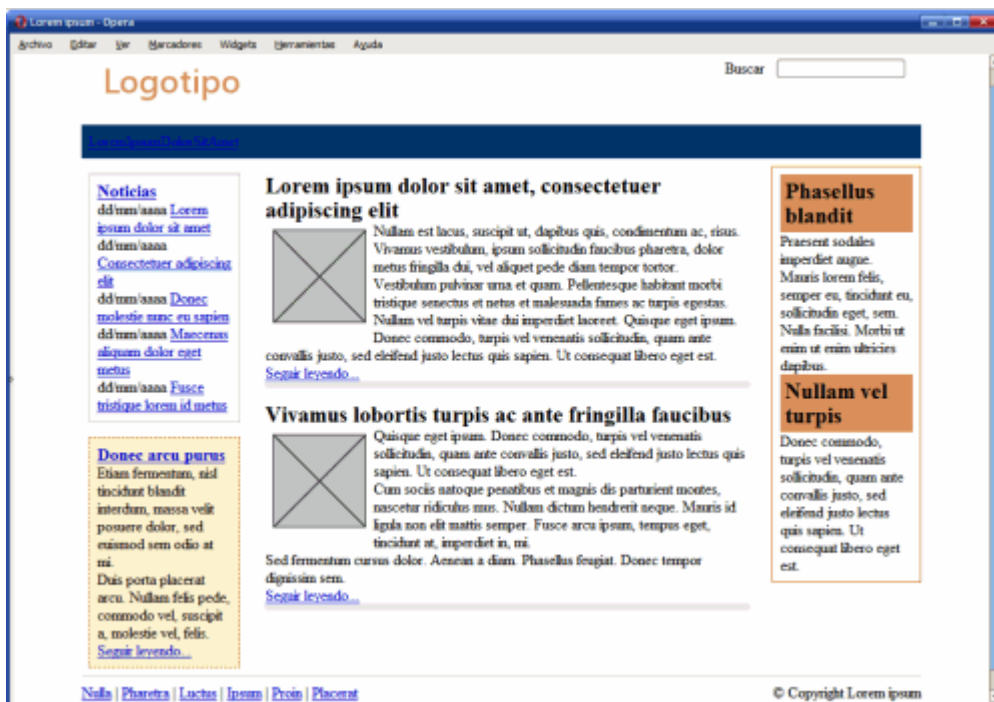 Lorem ipsum - Opera
Archivo Editar Ver Marcadores Widgets Herramientas Ayuda
Logotipo
Buscar
LoremIpsumDolorSitAmet
Noticias
dd/mm/aaaa Lorem
ipsum dolor sit amet
dd/mm/aaaa
Consectetuer adipiscing
elit
dd/mm/aaaa Donec
molestie nunc eu sapien
dd/mm/aaaa Maecenas
aliquam dolor eget
metus
dd/mm/aaaa Fusce
tristique lorem id metus
Donec arcu purus
Etiam fermentum, nisl
tincidunt blandit
interdum, massa velit
posuere dolor, sed
euismod sem odio at
mi.
Duis porta placerat
arcu. Nullam felis pede,
commodo vel, suscipit
a, molestie vel, felis.
Seguir leyendo...
Lorem ipsum dolor sit amet, consectetuer
adipiscing elit
Nullam est lacus, suscipit ut, dapibus quis, condimentum ac, risus.
Vivamus vestibulum, ipsum sollicitudin faucibus pharetra, dolor
metus fringilla dui, vel aliquet pede diam tempor tortor.
Vestibulum pulvinar urna et quam. Pellentesque habitant morbi
tristique senectus et netus et malesuada fames ac turpis egestas.
Nullam vel turpis vitae dui imperdiet laoreet. Quisque eget ipsum.
Donec commodo, turpis vel venenatis sollicitudin, quam ante
convallis justo, sed eleifend justo lectus quis sapien. Ut consequat libero eget est.
Seguir leyendo...
Vivamus lobortis turpis ac ante fringilla faucibus
Quisque eget ipsum. Donec commodo, turpis vel venenatis
sollicitudin, quam ante convallis justo, sed eleifend justo lectus quis
sapien. Ut consequat libero eget est.
Cum sociis natoque penatibus et magnis dis parturient montes,
nascetur ridiculus mus. Nullam dictum hendrerit neque. Mauris id
ligula non elit mattis semper. Fusce arcu ipsum, tempus eget,
tincidunt at, imperdiet in, mi.
Sed fermentum cursus dolor. Aenean a diam. Phasellus feugiat. Donec tempor
dignissim sem.
Seguir leyendo...
Phasellus
blandit
Praesent sodales
imperdiet augue.
Mauris lorem felis,
semper eu, tincidunt eu,
sollicitudin eget, sem.
Nulla facilisi. Morbi ut
enim ut enim ultricies
dapibus.
Nullam vel
turpis
Donec commodo,
turpis vel venenatis
sollicitudin, quam ante
convallis justo, sed
eleifend justo lectus
quis sapien. Ut
consequat libero eget
est.
Nulla | Pharetra | Luctus | Ipsum | Proin | Placerat
© Copyright Lorem ipsum